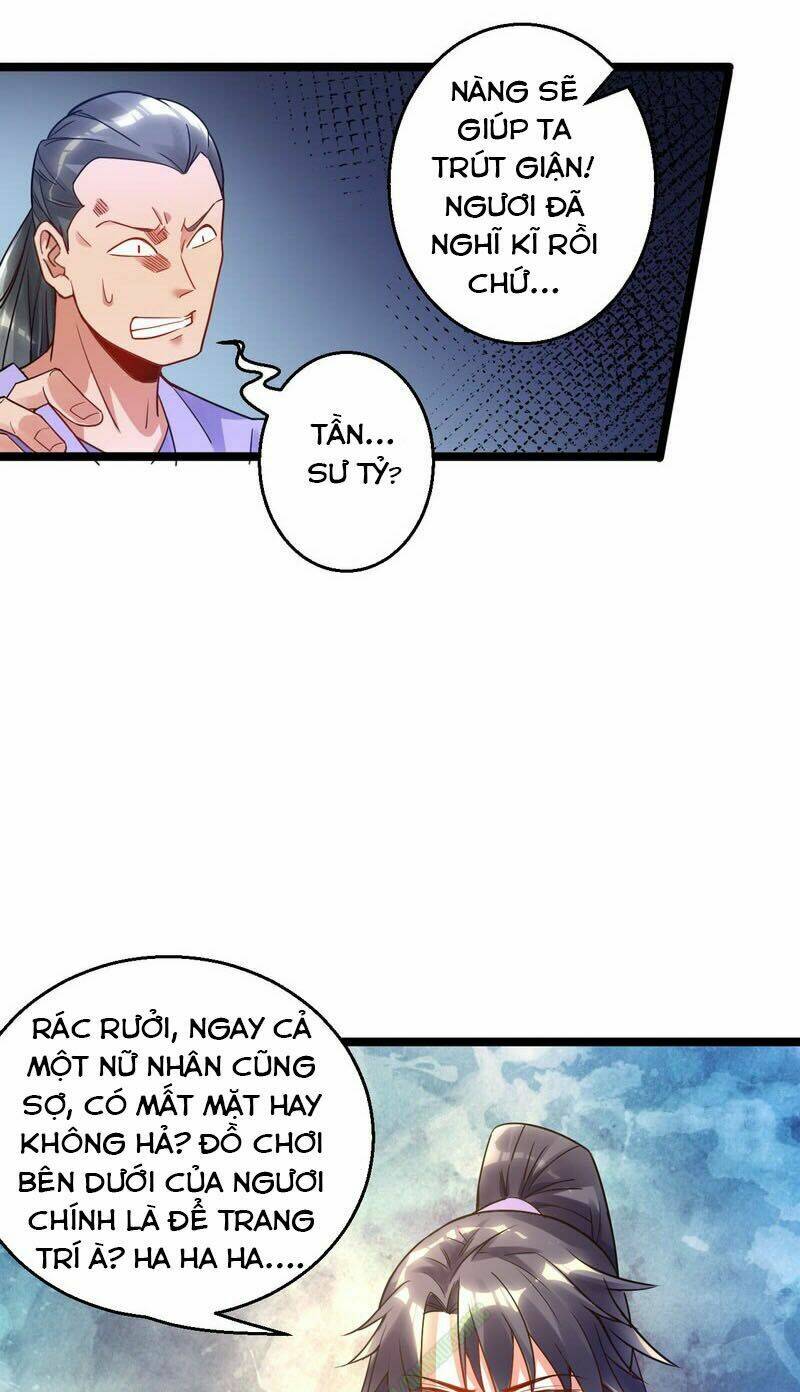 NÀNG SẼ
GIÚP TA
TRÚT GIẬN!
NGƯƠI ĐÃ
NGHĨ KĨ RỒI
CHỨ...
TẦN...
SƯ TỶ?
RÁC RƯỞI, NGAY CẢ
MỘT NỮ NHÂN CŨNG
SỢ, CÓ MẤT MẶT HAY
KHÔNG HẢ? ĐỒ CHƠI
BÊN DƯỚI CỦA NGƯƠI
CHÍNH LÀ ĐỂ TRANG
TRÍ À? HA HA HA....